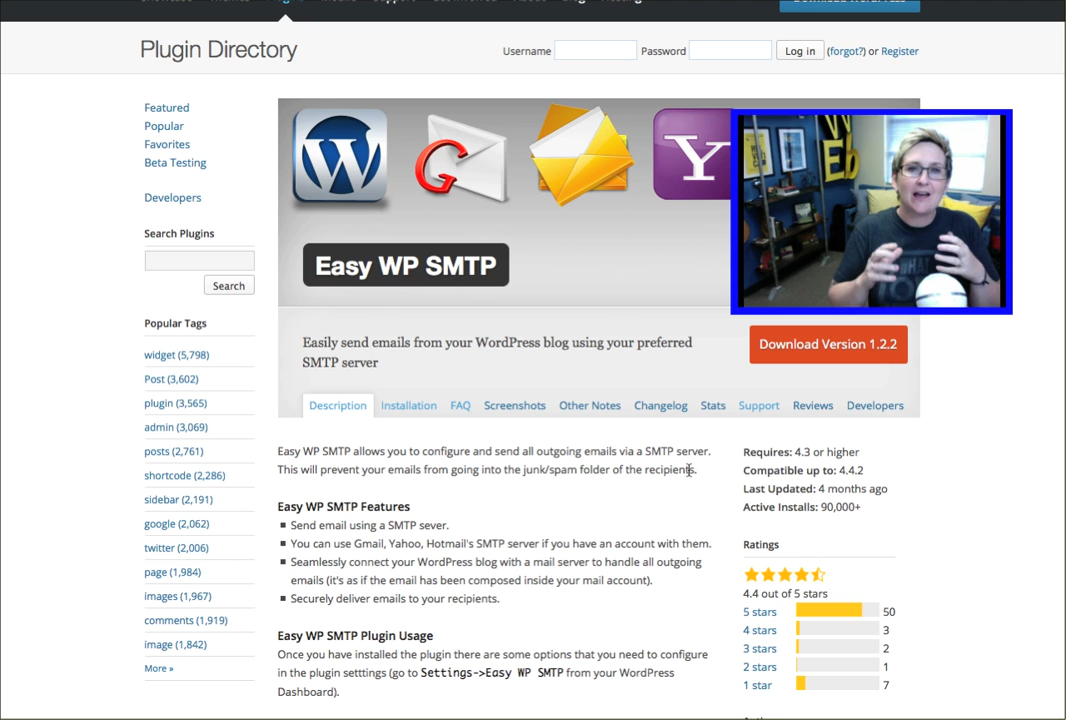 Plugin Directory
Username
Password
Log in
(forgot?) or Register
Featured
Popular
Favorites
Beta Testing
Developers
Search Plugins
Search
Popular Tags
widget (5,798)
Post (3,602)
plugin (3,565)
admin (3,069)
posts (2,761)
shortcode (2,286)
sidebar (2,191)
google (2,062)
twitter (2,006)
page (1,984)
images (1,967)
comments (1,919)
image (1,842)
More »
W
G
Y
Easy WP SMTP
Easily send emails from your WordPress blog using your preferred
SMTP server
Download Version 1.2.2
Description
Installation
FAQ
Screenshots
Other Notes
Changelog
Stats
Support
Reviews
Developers
Easy WP SMTP allows you to configure and send all outgoing emails via a SMTP server.
This will prevent your emails from going into the junk/spam folder of the recipients.
Easy WP SMTP Features
Send email using a SMTP sever.
You can use Gmail, Yahoo, Hotmail's SMTP server if you have an account with them.
Seamlessly connect your WordPress blog with a mail server to handle all outgoing
emails (it's as if the email has been composed inside your mail account).
Securely deliver emails to your recipients.
Easy WP SMTP Plugin Usage
Once you have installed the plugin there are some options that you need to configure
in the plugin setttings (go to Settings->Easy WP SMTP from your WordPress
Dashboard).
Requires: 4.3 or higher
Compatible up to: 4.4.2
Last Updated: 4 months ago
Active Installs: 90,000+
Ratings
4.4 out of 5 stars
5 stars 50
4 stars 3
3 stars 2
2 stars 1
1 star 7